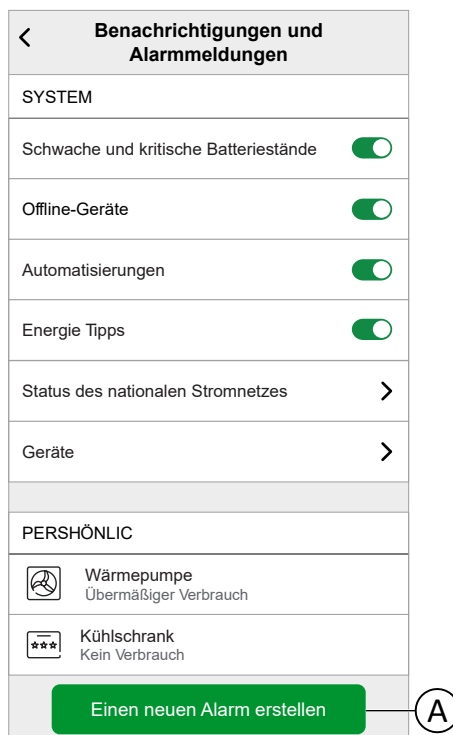 Benachrichtigungen und
Alarmmeldungen
SYSTEM
Schwache und kritische Batteriestände
Offline-Geräte
Automatisierungen
Energie Tipps
Status des nationalen Stromnetzes
Geräte
PERSHÖNLIC
Wärmepumpe
Übermäßiger Verbrauch
Kühlschrank
Kein Verbrauch
Einen neuen Alarm erstellen
A